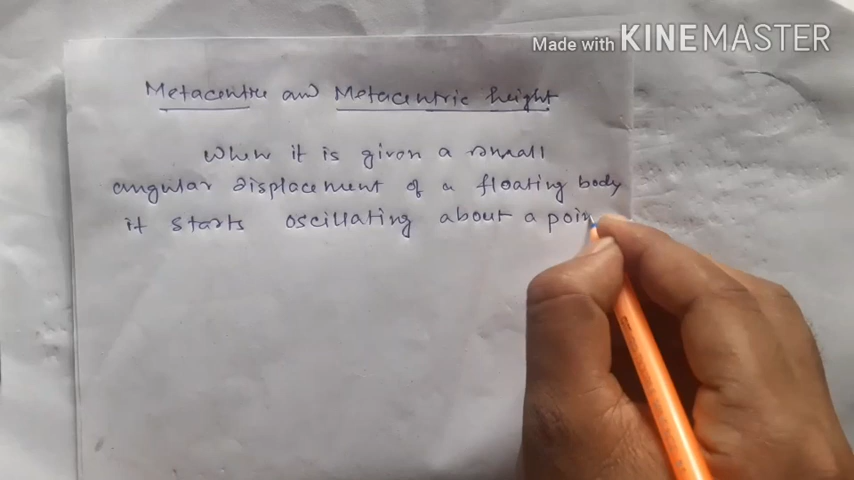 Made with KINEMASTER
Metacentre and Metacentric height
When it is given a small
angular displacement of a floating body
it starts oscillating about a poin